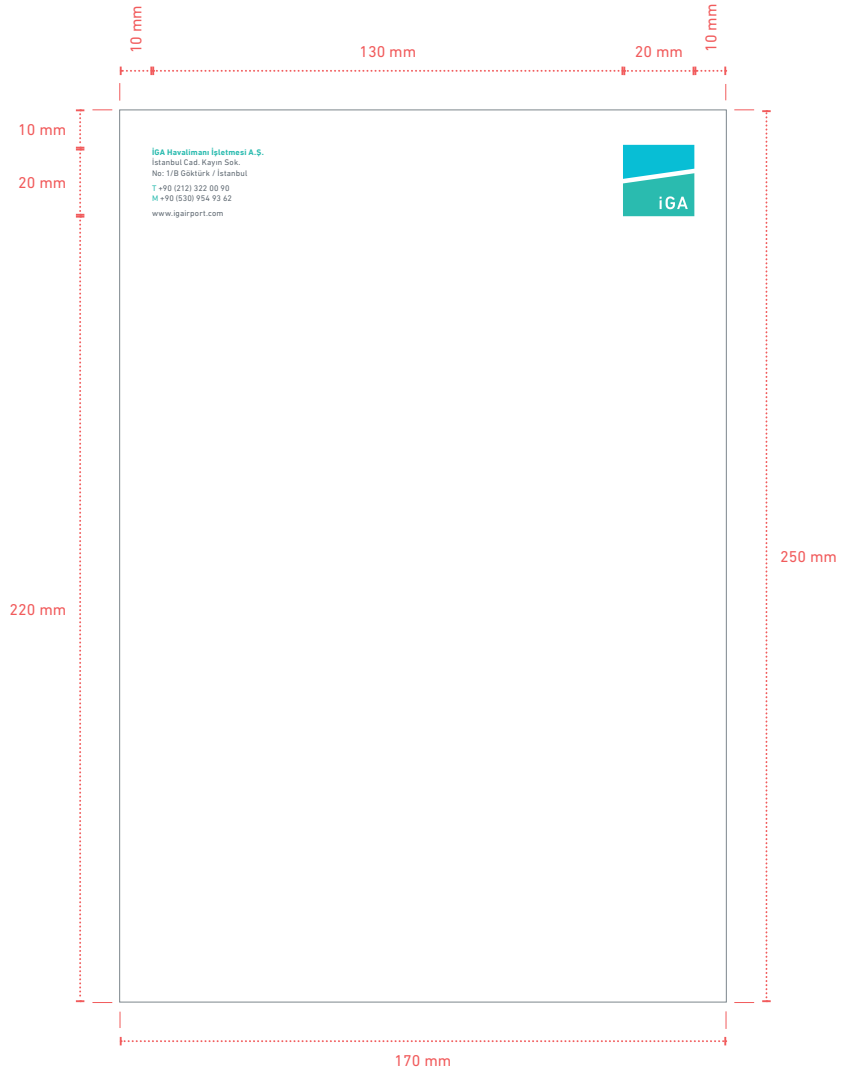 10 mm
130 mm
20 mm
10 mm
10 mm
20 mm
İGA Havalimanı İşletmesi A.Ş.
İstanbul Cad. Kayın Sok.
No: 1/B Göktürk / İstanbul
T +90 (212) 322 00 90
M +90 (530) 954 93 62
www.igairport.com
iGA
250 mm
220 mm
170 mm